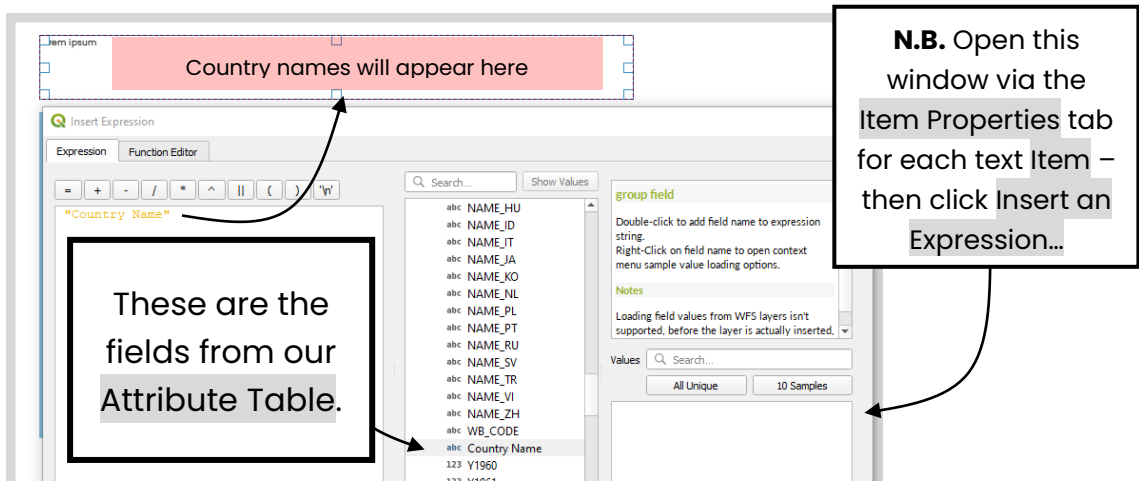 rem ipsum
Country names will appear here
N.B. Open this
window via the
Item Properties tab
for each text Item –
then click Insert an
Expression…
Insert Expression
Expression Function Editor
= + - / * ^ || ( ) '\n'
"Country Name"
These are the
fields from our
Attribute Table.
Search... Show Values
abc NAME_HU
abc NAME_ID
abc NAME_IT
abc NAME_JA
abc NAME_KO
abc NAME_NL
abc NAME_PL
abc NAME_PT
abc NAME_RU
abc NAME_SV
abc NAME_TR
abc NAME_VI
abc NAME_ZH
abc WB_CODE
abc Country Name
123 Y1960
123 Y1961
group field
Double-click to add field name to expression
string.
Right-Click on field name to open context
menu sample value loading options.
Notes
Loading field values from WFS layers isn't
supported, before the layer is actually inserted,
Values Search...
All Unique 10 Samples